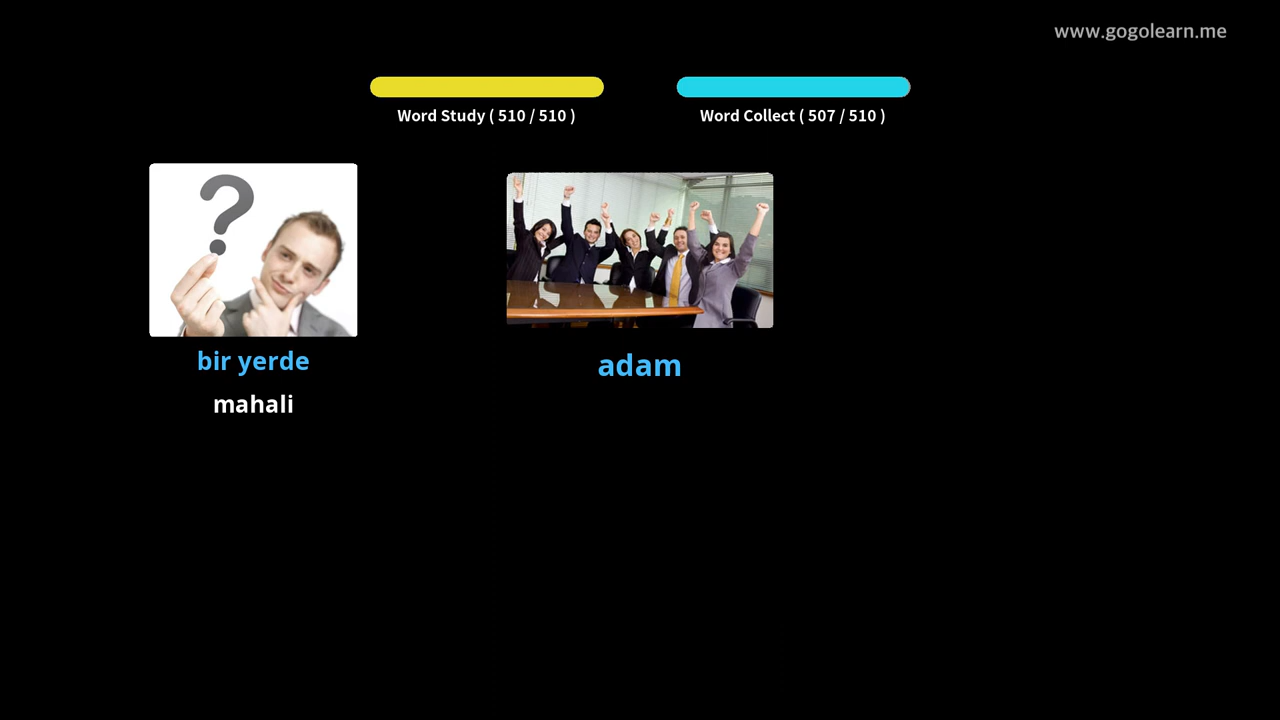 www.gogolearn.me
Word Study ( 510 / 510 )
Word Collect ( 507 / 510 )
bir yerde
mahali
adam